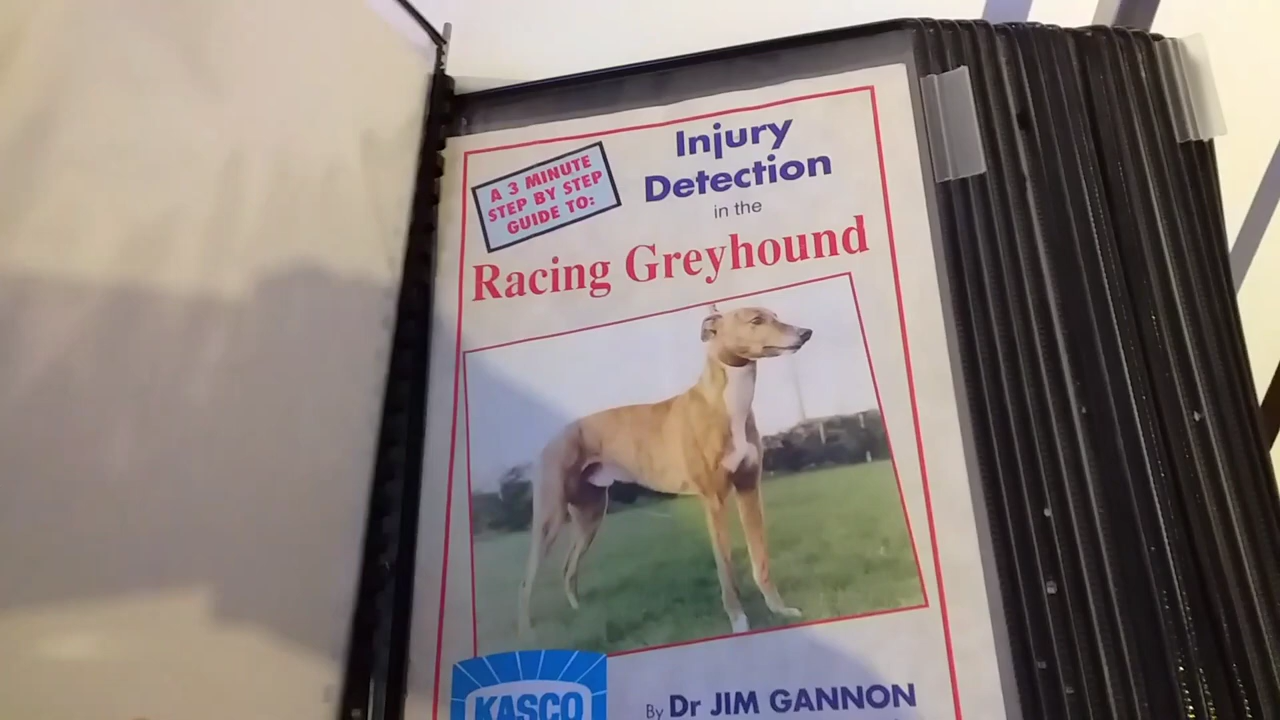 A 3 MINUTE
STEP BY STEP
GUIDE TO:
Injury
Detection
in the
Racing Greyhound
KASCO
By Dr JIM GANNON